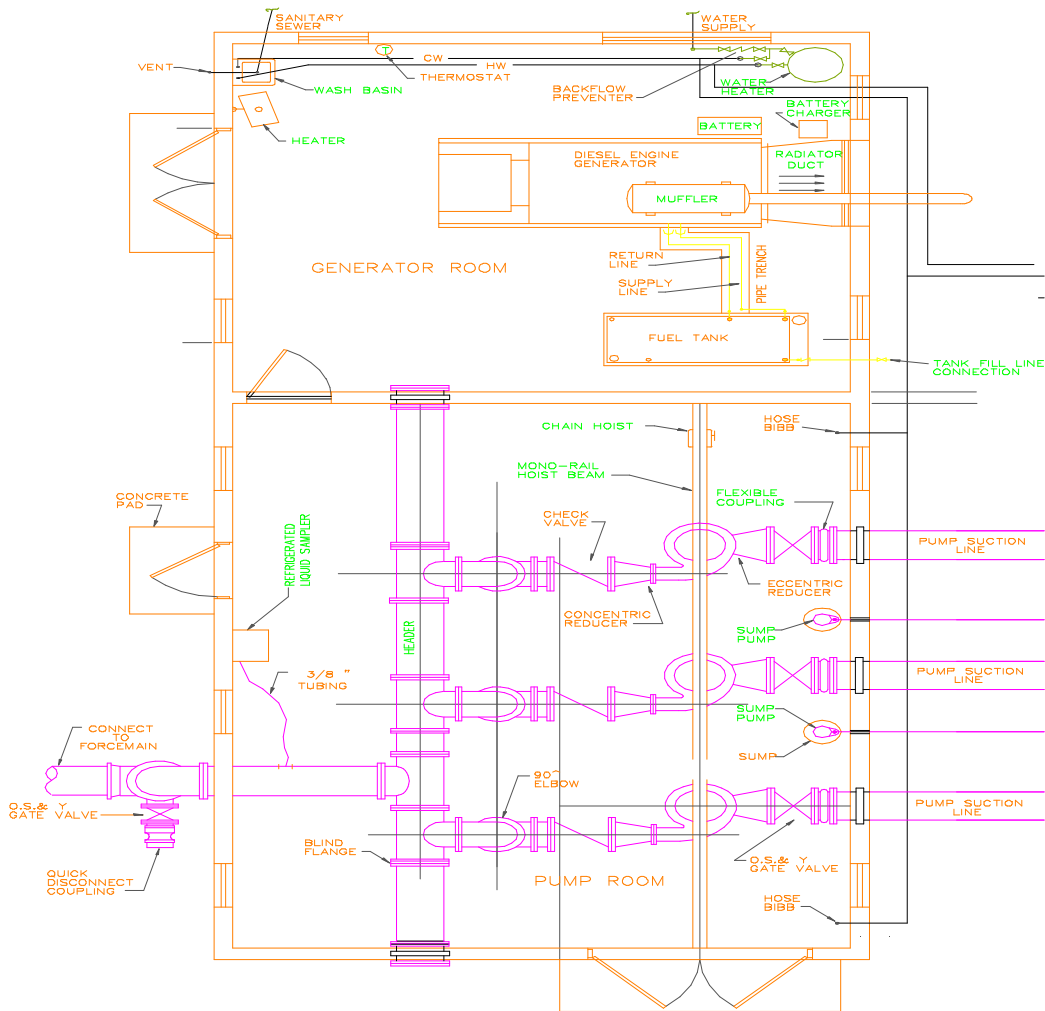 SANITARY
SEWER
WATER
SUPPLY
VENT
CW
HW
THERMOSTAT
WASH BASIN
BACKFLOW
PREVENTER
WATER
HEATER
BATTERY
CHARGER
BATTERY
HEATER
DIESEL ENGINE
GENERATOR
RADIATOR
DUCT
MUFFLER
GENERATOR ROOM
RETURN
LINE
SUPPLY
LINE
PIPE TRENCH
FUEL TANK
TANK FILL LINE
CONNECTION
CHAIN HOIST
HOSE
BIBB
MONO-RAIL
HOIST BEAM
CONCRETE
PAD
REFRIGERATED
LIQUID SAMPLER
CHECK
VALVE
FLEXIBLE
COUPLING
PUMP SUCTION
LINE
ECCENTRIC
REDUCER
CONCENTRIC
REDUCER
HEADER
SUMP
PUMP
3/8 "
TUBING
PUMP SUCTION
LINE
SUMP
PUMP
SUMP
CONNECT
TO
FORCEMAIN
90^
ELBOW
O.S.& Y
GATE VALVE
PUMP SUCTION
LINE
BLIND
FLANGE
O.S.& Y
GATE VALVE
QUICK
DISCONNECT
COUPLING
PUMP ROOM
HOSE
BIBB